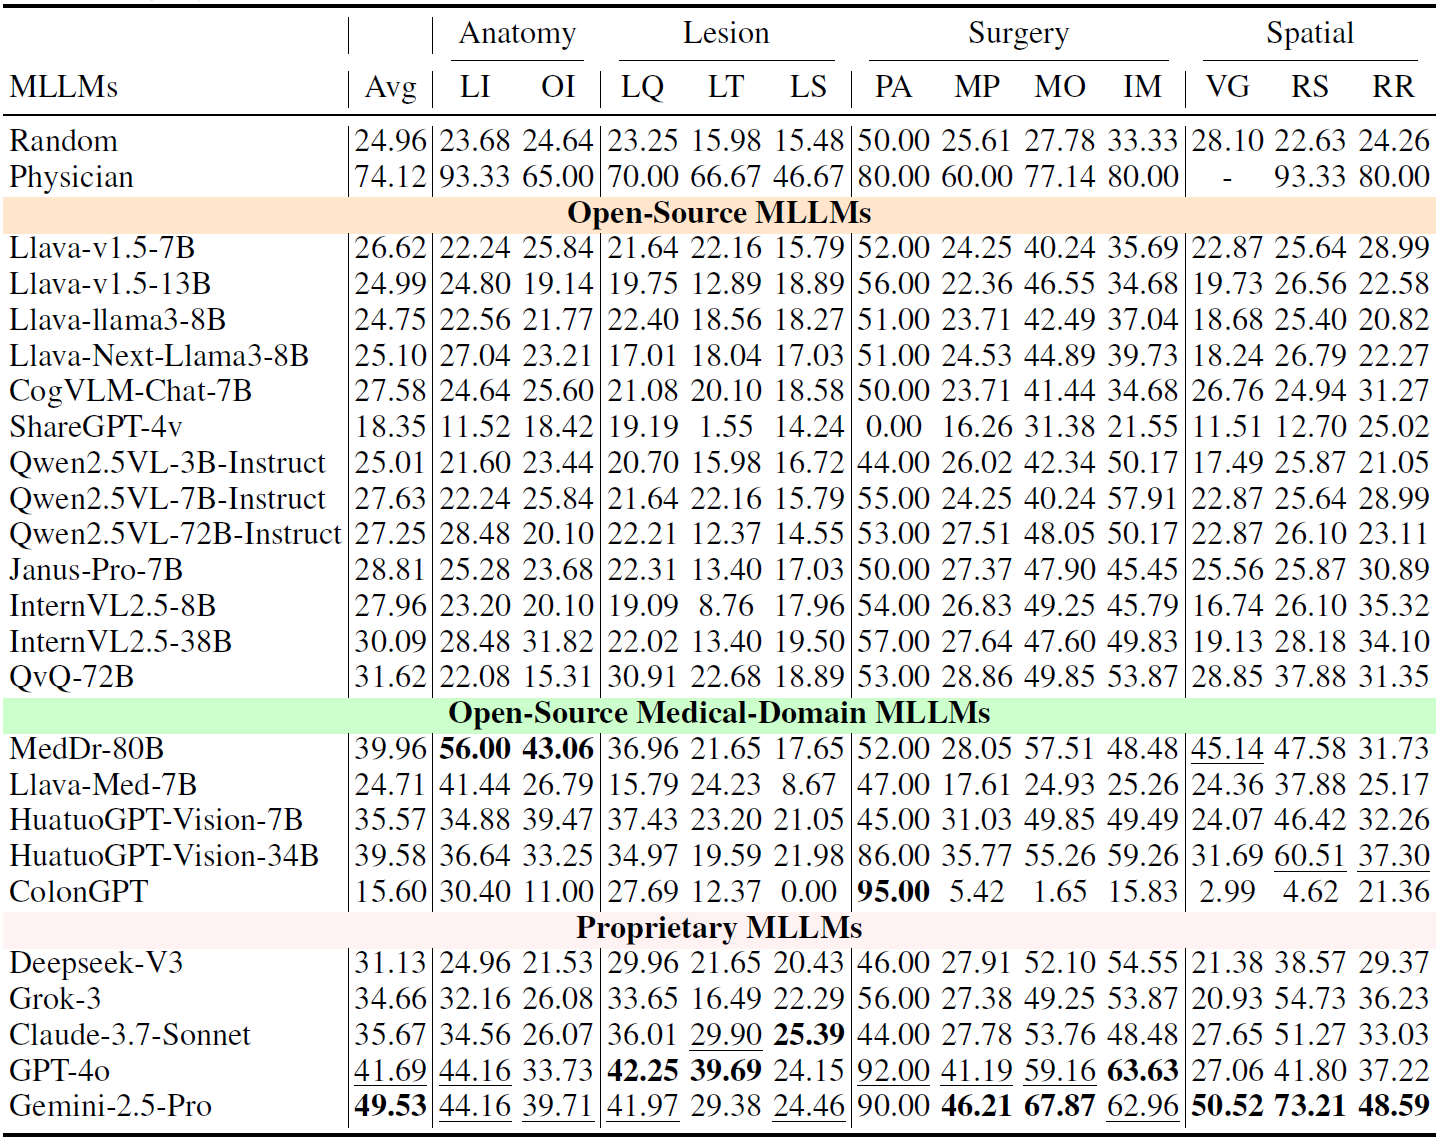 Anatomy Lesion Surgery Spatial
MLLMs Avg LI OI LQ LT LS PA MP MO IM VG RS RR
Random 24.96 23.68 24.64 23.25 15.98 15.48 50.00 25.61 27.78 33.33 28.10 22.63 24.26
Physician 74.12 93.33 65.00 70.00 66.67 46.67 80.00 60.00 77.14 80.00 - 93.33 80.00
Open-Source MLLMs
Llava-v1.5-7B 26.62 22.24 25.84 21.64 22.16 15.79 52.00 24.25 40.24 35.69 22.87 25.64 28.99
Llava-v1.5-13B 24.99 24.80 19.14 19.75 12.89 18.89 56.00 22.36 46.55 34.68 19.73 26.56 22.58
Llava-llama3-8B 24.75 22.56 21.77 22.40 18.56 18.27 51.00 23.71 42.49 37.04 18.68 25.40 20.82
Llava-Next-Llama3-8B 25.10 27.04 23.21 17.01 18.04 17.03 51.00 24.53 44.89 39.73 18.24 26.79 22.27
CogVLM-Chat-7B 27.58 24.64 25.60 21.08 20.10 18.58 50.00 23.71 41.44 34.68 26.76 24.94 31.27
ShareGPT-4v 18.35 11.52 18.42 19.19 1.55 14.24 0.00 16.26 31.38 21.55 11.51 12.70 25.02
Qwen2.5VL-3B-Instruct 25.01 21.60 23.44 20.70 15.98 16.72 44.00 26.02 42.34 50.17 17.49 25.87 21.05
Qwen2.5VL-7B-Instruct 27.63 22.24 25.84 21.64 22.16 15.79 55.00 24.25 40.24 57.91 22.87 25.64 28.99
Qwen2.5VL-72B-Instruct 27.25 28.48 20.10 22.21 12.37 14.55 53.00 27.51 48.05 50.17 22.87 26.10 23.11
Janus-Pro-7B 28.81 25.28 23.68 22.31 13.40 17.03 50.00 27.37 47.90 45.45 25.56 25.87 30.89
InternVL2.5-8B 27.96 23.20 20.10 19.09 8.76 17.96 54.00 26.83 49.25 45.79 16.74 26.10 35.32
InternVL2.5-38B 30.09 28.48 31.82 22.02 13.40 19.50 57.00 27.64 47.60 49.83 19.13 28.18 34.10
QvQ-72B 31.62 22.08 15.31 30.91 22.68 18.89 53.00 28.86 49.85 53.87 28.85 37.88 31.35
Open-Source Medical-Domain MLLMs
MedDr-80B 39.96 56.00 43.06 36.96 21.65 17.65 52.00 28.05 57.51 48.48 45.14 47.58 31.73
Llava-Med-7B 24.71 41.44 26.79 15.79 24.23 8.67 47.00 17.61 24.93 25.26 24.36 37.88 25.17
HuatuoGPT-Vision-7B 35.57 34.88 39.47 37.43 23.20 21.05 45.00 31.03 49.85 49.49 24.07 46.42 32.26
HuatuoGPT-Vision-34B 39.58 36.64 33.25 34.97 19.59 21.98 86.00 35.77 55.26 59.26 31.69 60.51 37.30
ColonGPT 15.60 30.40 11.00 27.69 12.37 0.00 95.00 5.42 1.65 15.83 2.99 4.62 21.36
Proprietary MLLMs
Deepseek-V3 31.13 24.96 21.53 29.96 21.65 20.43 46.00 27.91 52.10 54.55 21.38 38.57 29.37
Grok-3 34.66 32.16 26.08 33.65 16.49 22.29 56.00 27.38 49.25 53.87 20.93 54.73 36.23
Claude-3.7-Sonnet 35.67 34.56 26.07 36.01 29.90 25.39 44.00 27.78 53.76 48.48 27.65 51.27 33.03
GPT-4o 41.69 44.16 33.73 42.25 39.69 24.15 92.00 41.19 59.16 63.63 27.06 41.80 37.22
Gemini-2.5-Pro 49.53 44.16 39.71 41.97 29.38 24.46 90.00 46.21 67.87 62.96 50.52 73.21 48.59